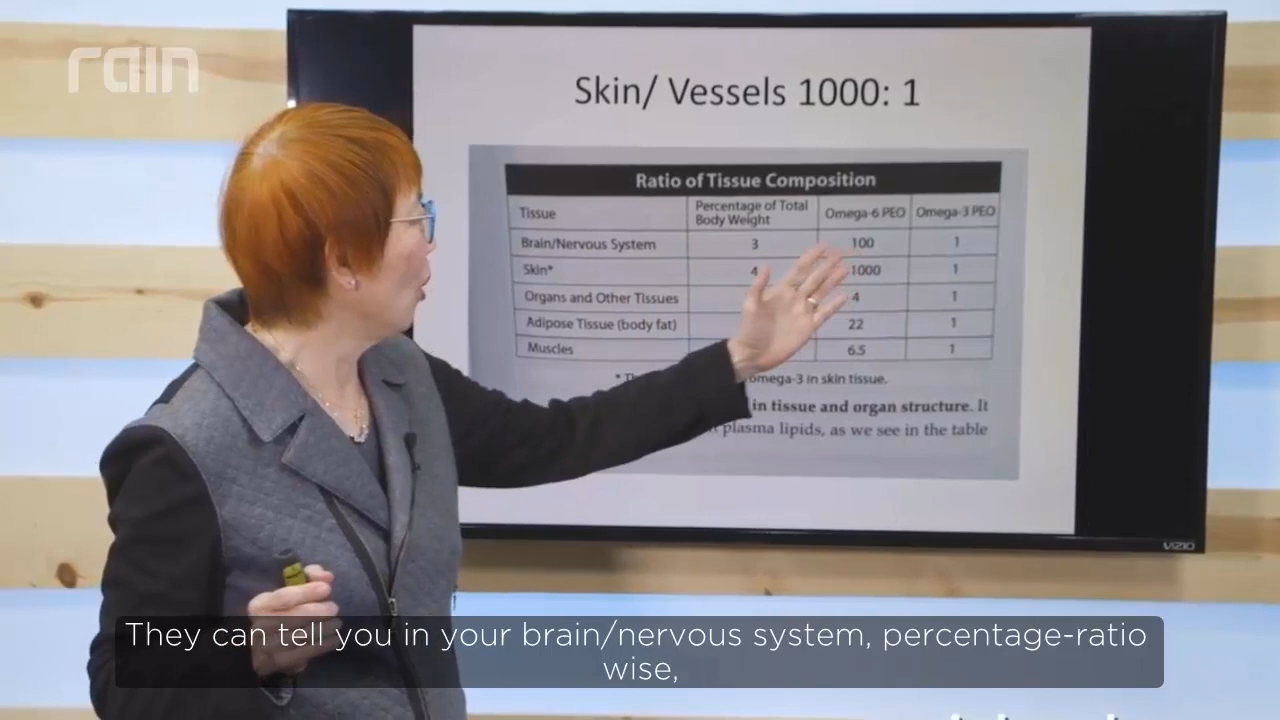 rain
Skin/ Vessels 1000: 1
Ratio of Tissue Composition
Tissue
Percentage of Total
Body Weight
Omega-6 PEO
Omega-3 PEO
Brain/Nervous System 3 100 1
Skin* 4 1000 1
Organs and Other Tissues 4 1
Adipose Tissue (body fat) 22 1
Muscles 6.5 1
* omega-3 in skin tissue.
in tissue and organ structure. It
plasma lipids, as we see in the table
VIZIO
They can tell you in your brain/nervous system, percentage-ratio
wise,